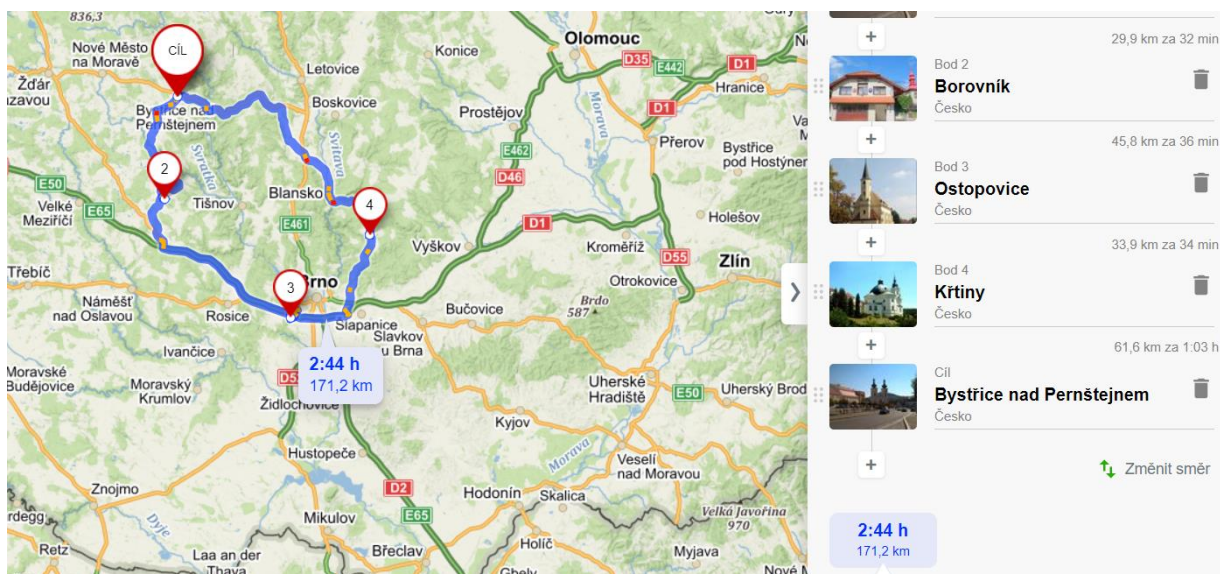 836,3
Nové Město
na Moravě
CÍL
Konice
Olomouc
D35
E442
D1
Hranice
Letovice
Žďár
Boskovice
Prostějov
Morava
D1
Přerov
Bystřice
pod Hostýnem
E462
D46
2
Svratka
Svitava
Blansko
Tišnov
4
E50
Velké
Meziříčí
E65
E461
D1
Holešov
Vyškov
Kroměříž
D55
Zlín
Otrokovice
Třebíč
3
Brno
Náměšť
nad Oslavou
Rosice
Šlapanice
Slavkov
u Brna
Bučovice
Brdo
587
Ivančice
2:44 h
171,2 km
Moravské
Budějovice
Moravský
Krumlov
Židlochovice
Uherské
Hradiště
E50
Uherský Brod
Kyjov
Hustopeče
Morava
Veselí
nad Moravou
Znojmo
D2
E65
Hodonín
Skalica
Velká Javořina
970
Dyje
Mikulov
Retz
Laa an der
Thaya
Břeclav
Holíč
Myjava
29,9 km za 32 min
Bod 2
Borovník
Česko
45,8 km za 36 min
Bod 3
Ostopovice
Česko
33,9 km za 34 min
Bod 4
Křtiny
Česko
61,6 km za 1:03 h
Cíl
Bystřice nad Pernštejnem
Česko
Změnit směr
2:44 h
171,2 km